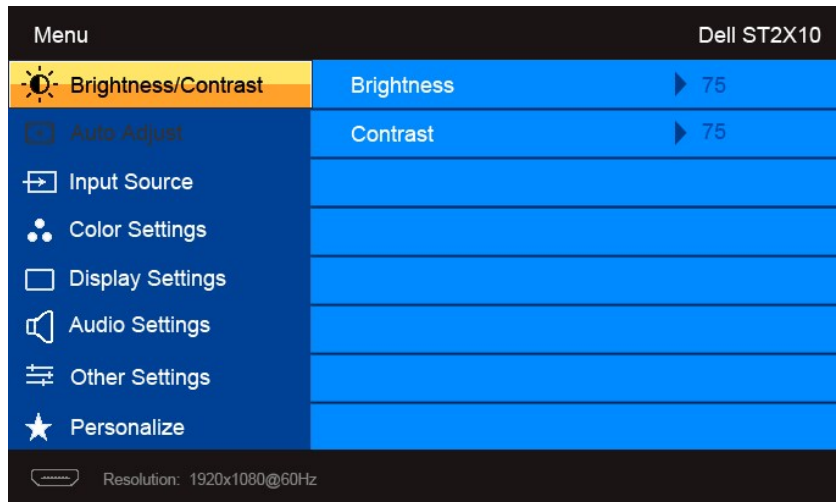 Menu Dell ST2X10
Brightness/Contrast Brightness 75
Auto Adjust Contrast 75
Input Source
Color Settings
Display Settings
Audio Settings
Other Settings
Personalize
Resolution: 1920x1080@60Hz